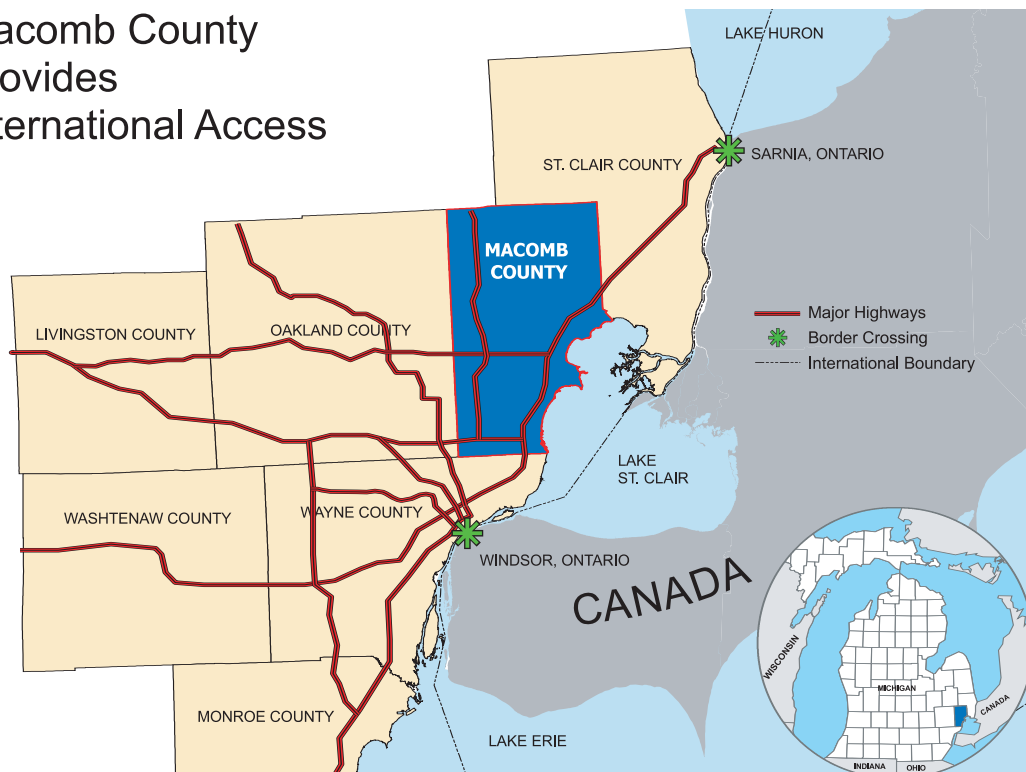 acomb County
ovides
ternational Access
LAKE HURON
ST. CLAIR COUNTY
SARNIA, ONTARIO
MACOMB
COUNTY
LIVINGSTON COUNTY
OAKLAND COUNTY
Major Highways
Border Crossing
International Boundary
LAKE
ST. CLAIR
WASHTENAW COUNTY
WAYNE COUNTY
WINDSOR, ONTARIO
CANADA
MONROE COUNTY
LAKE ERIE
WISCONSIN
MICHIGAN
CANADA
INDIANA
OHIO